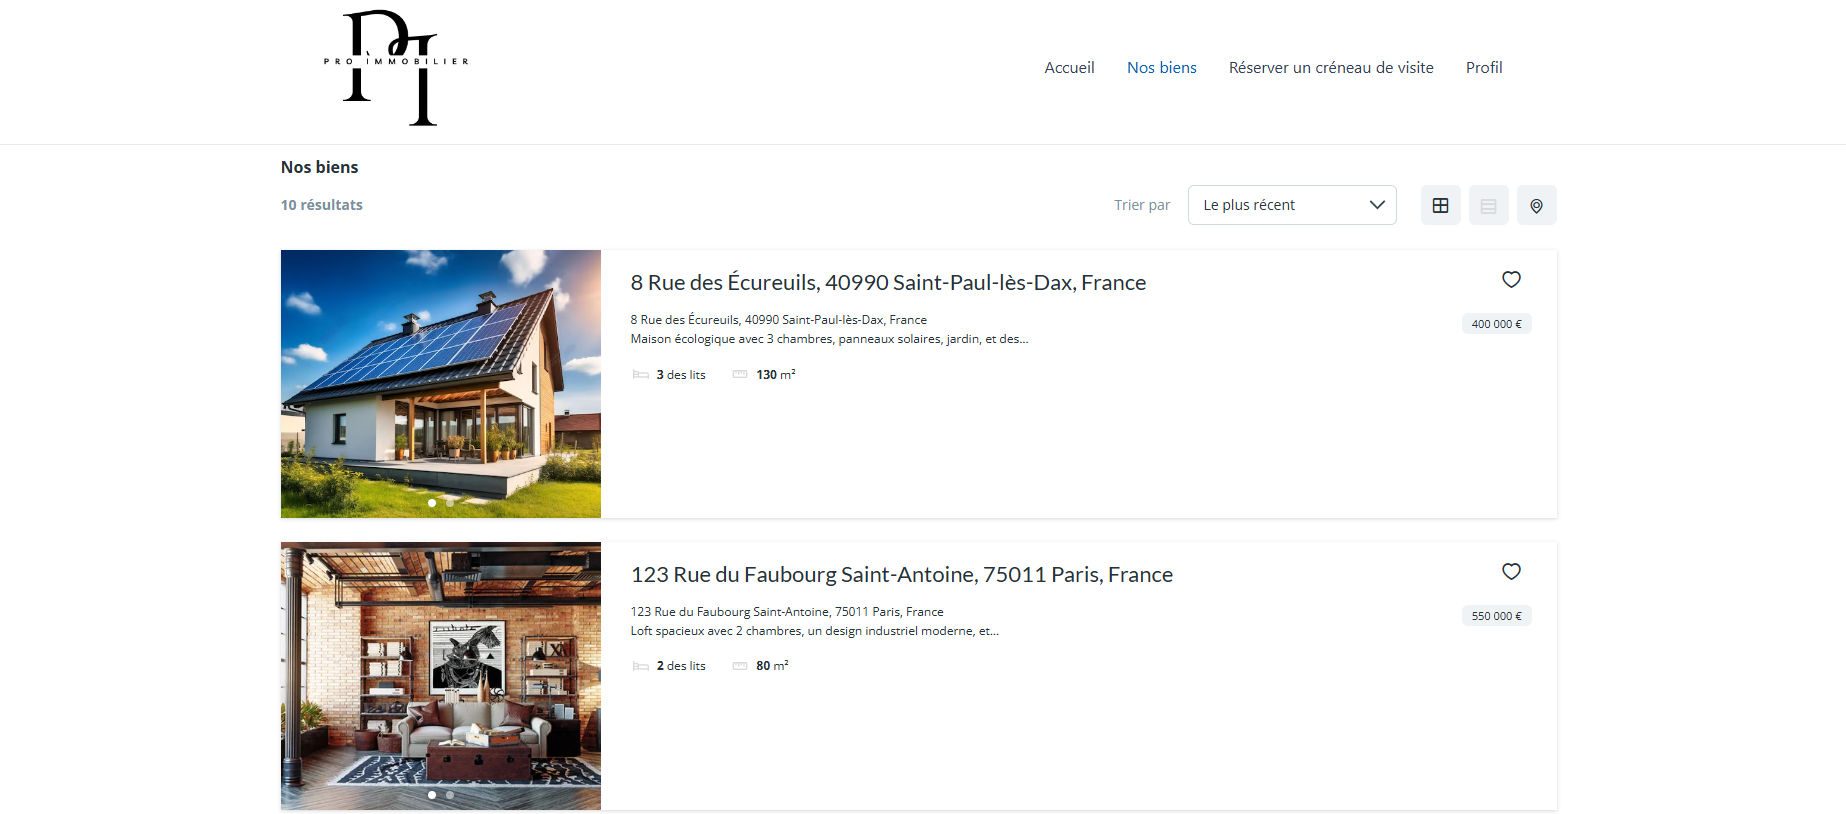 PRO IMMOBILIER
Accueil
Nos biens
Réserver un créneau de visite
Profil
Nos biens
10 résultats
Trier par
Le plus récent
8 Rue des Écureuils, 40990 Saint-Paul-lès-Dax, France
8 Rue des Écureuils, 40990 Saint-Paul-lès-Dax, France
400 000 €
Maison écologique avec 3 chambres, panneaux solaires, jardin, et des...
3 des lits
130 m²
123 Rue du Faubourg Saint-Antoine, 75011 Paris, France
123 Rue du Faubourg Saint-Antoine, 75011 Paris, France
550 000 €
Loft spacieux avec 2 chambres, un design industriel moderne, et...
2 des lits
80 m²